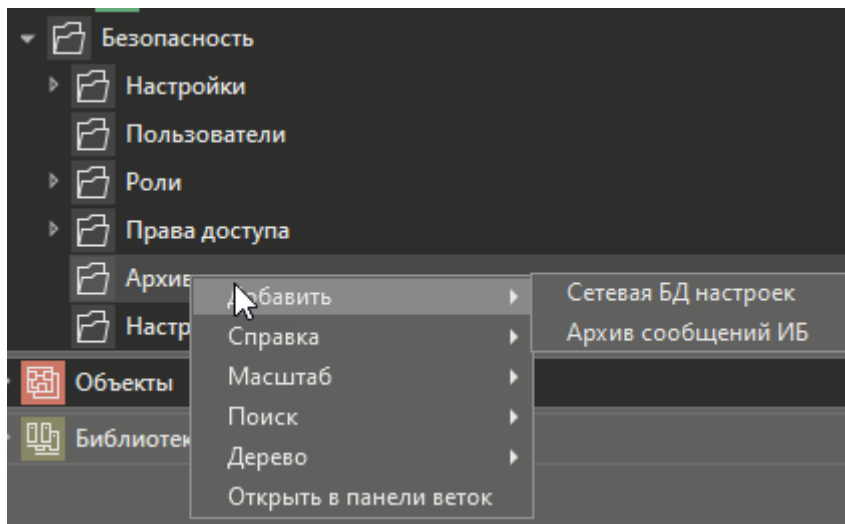 Безопасность
Настройки
Пользователи
Роли
Права доступа
Архив
Добавить
Сетевая БД настроек
Архив сообщений ИБ
Настр
Справка
Объекты
Масштаб
Поиск
Библиотек
Дерево
Открыть в панели веток